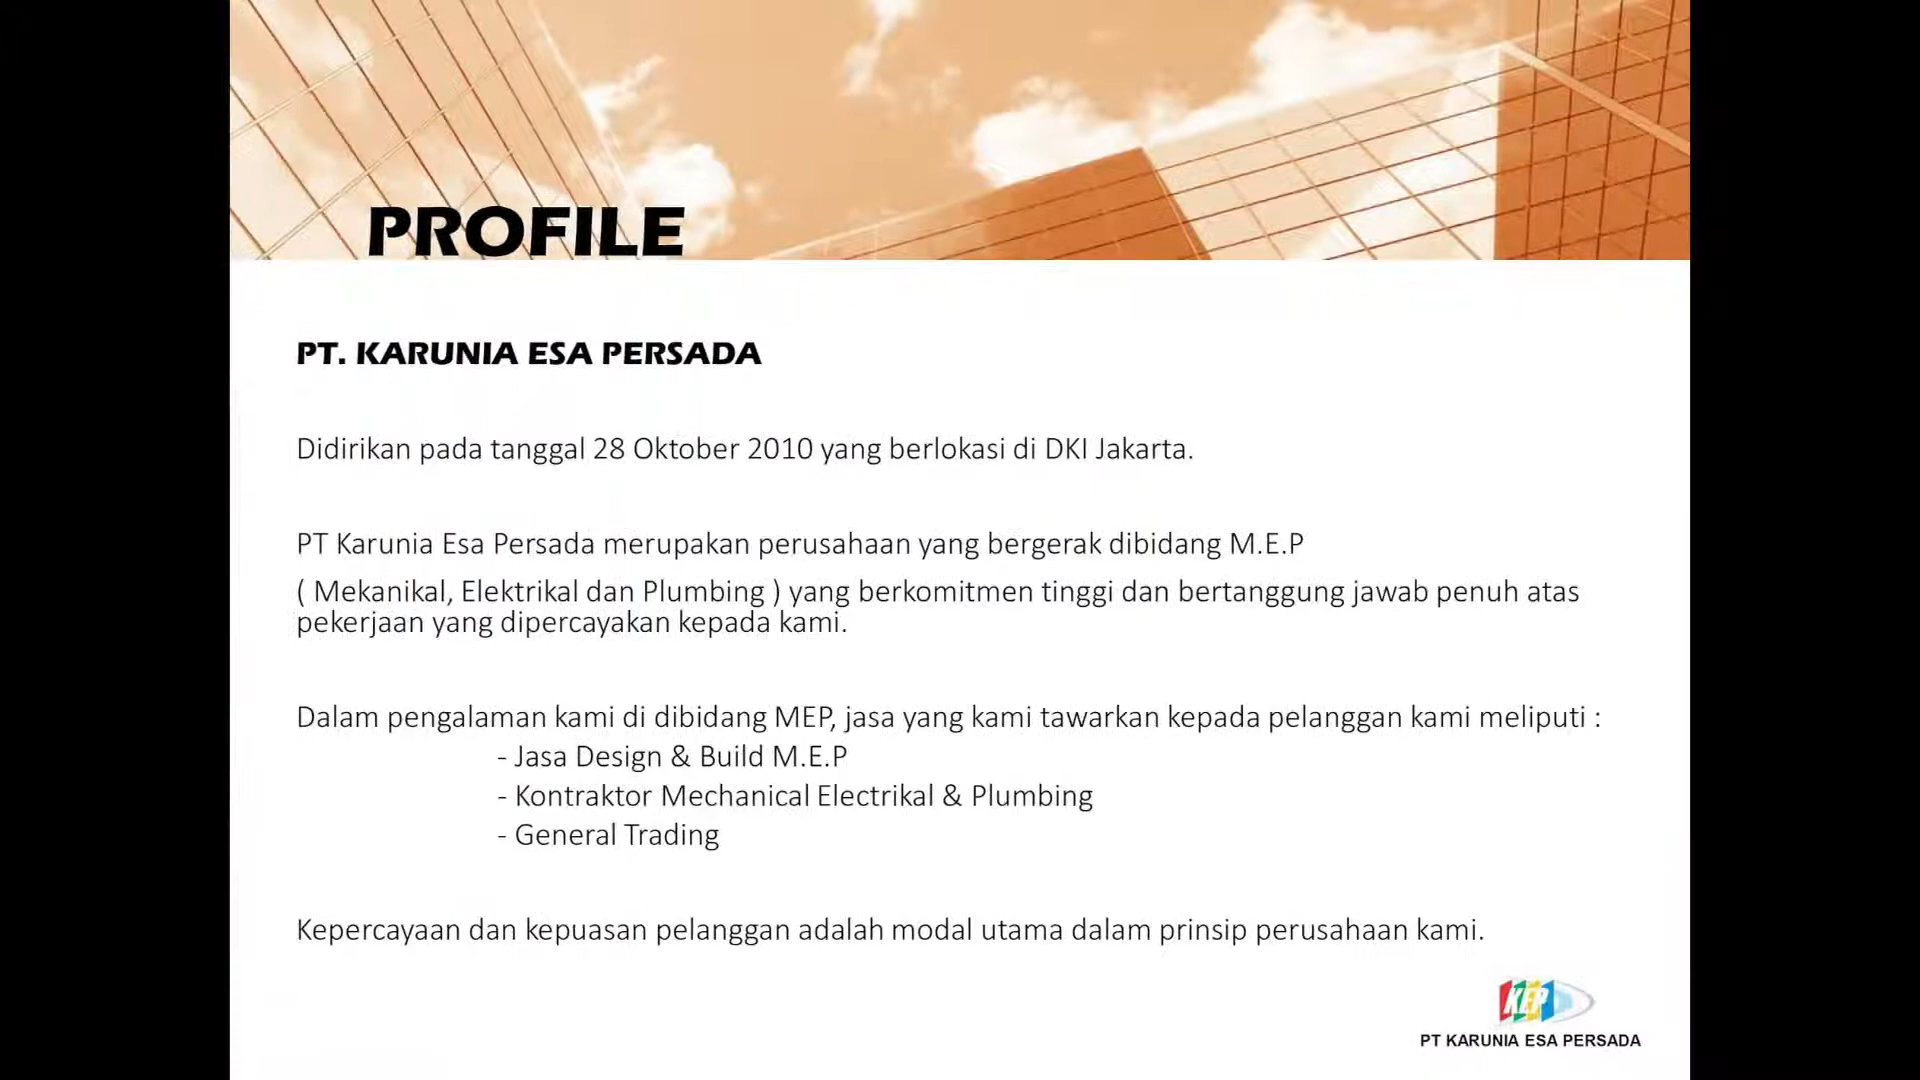 PROFILE
PT. KARUNIA ESA PERSADA
Didirikan pada tanggal 28 Oktober 2010 yang berlokasi di DKI Jakarta.
PT Karunia Esa Persada merupakan perusahaan yang bergerak dibidang M.E.P
( Mekanikal, Elektrikal dan Plumbing ) yang berkomitmen tinggi dan bertanggung jawab penuh atas
pekerjaan yang dipercayakan kepada kami.
Dalam pengalaman kami di dibidang MEP, jasa yang kami tawarkan kepada pelanggan kami meliputi :
- Jasa Design & Build M.E.P
- Kontraktor Mechanical Electrikal & Plumbing
- General Trading
Kepercayaan dan kepuasan pelanggan adalah modal utama dalam prinsip perusahaan kami.
KEP
PT KARUNIA ESA PERSADA